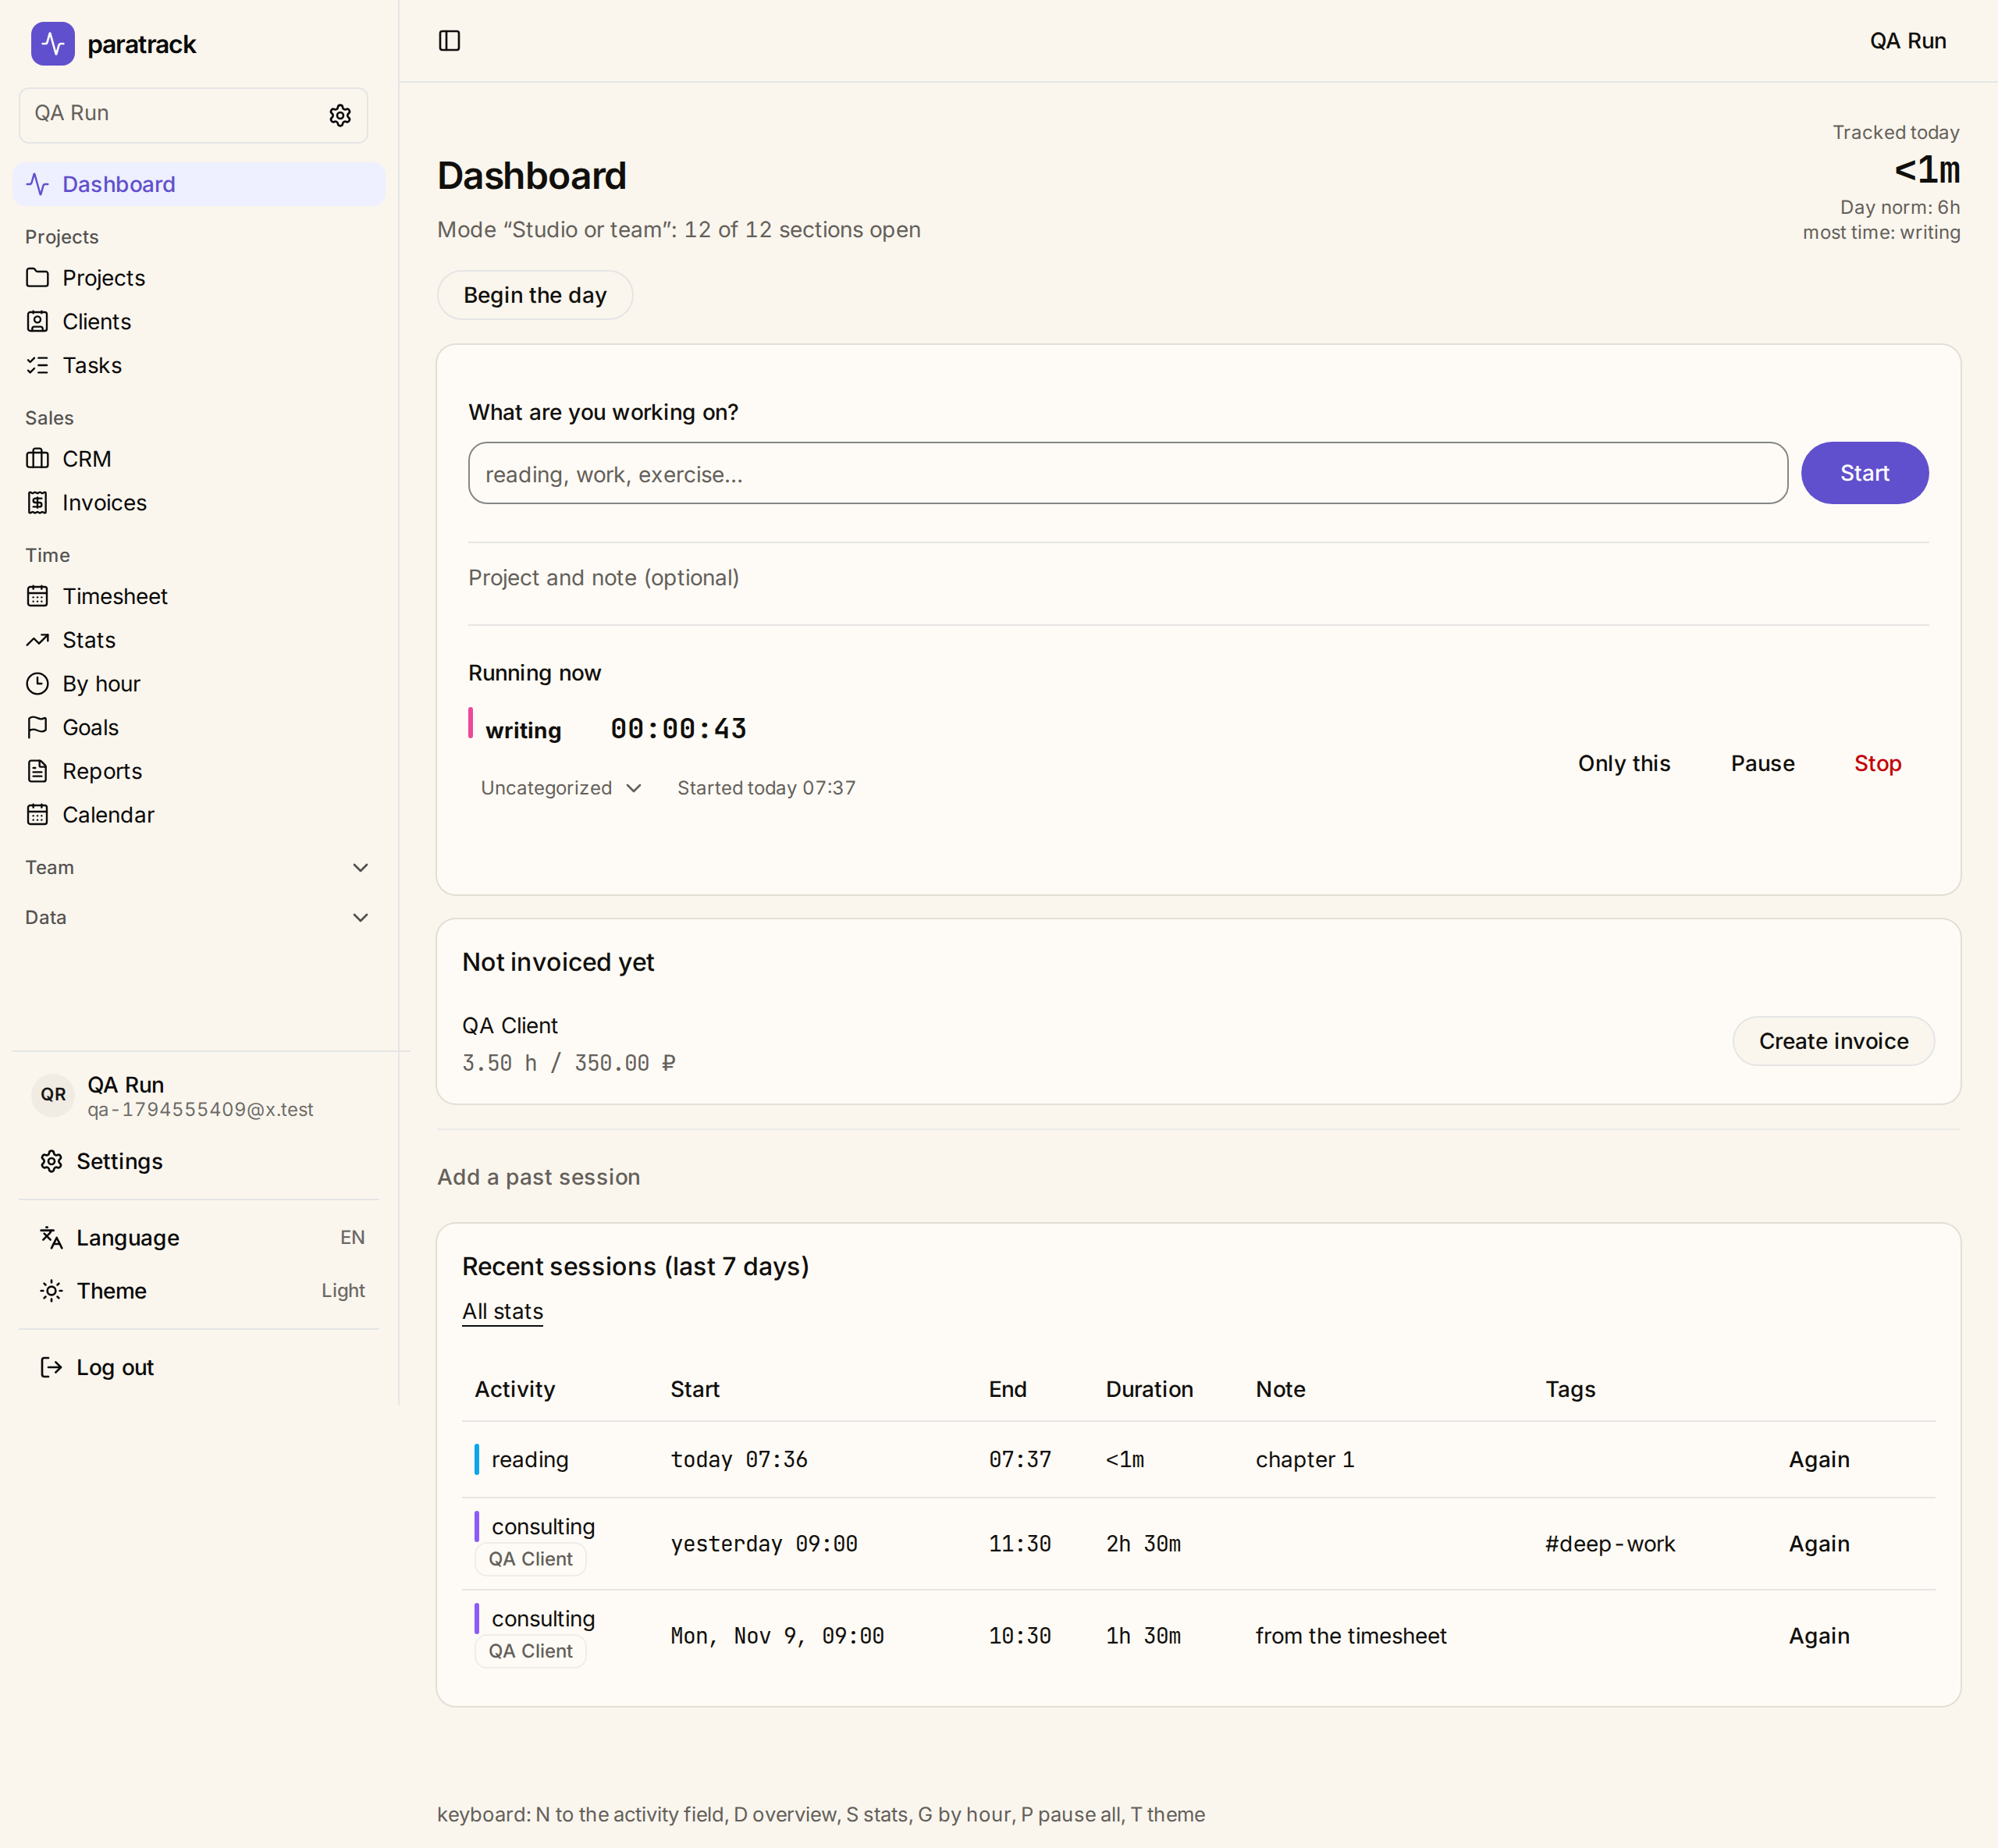 paratrack
QA Run
Dashboard
Projects
Projects
Clients
Tasks
Sales
CRM
Invoices
Time
Timesheet
Stats
By hour
Goals
Reports
Calendar
Team
Data
QR
QA Run
qa-1794555409@x.test
Settings
Language EN
Theme Light
Log out
QA Run
Dashboard
Mode “Studio or team”: 12 of 12 sections open
Tracked today
<1m
Day norm: 6h
most time: writing
Begin the day
What are you working on?
reading, work, exercise...
Start
Project and note (optional)
Running now
writing 00:00:43
Uncategorized Started today 07:37
Only this Pause Stop
Not invoiced yet
QA Client
3.50 h / 350.00 ₽
Create invoice
Add a past session
Recent sessions (last 7 days)
All stats
Activity Start End Duration Note Tags
reading today 07:36 07:37 <1m chapter 1 Again
consulting
QA Client
yesterday 09:00 11:30 2h 30m #deep-work Again
consulting
QA Client
Mon, Nov 9, 09:00 10:30 1h 30m from the timesheet Again
keyboard: N to the activity field, D overview, S stats, G by hour, P pause all, T theme